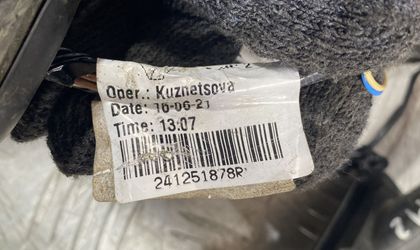 Oper.: Kuznetsova
Date: 16-06-21
Time: 13:07
241251878R